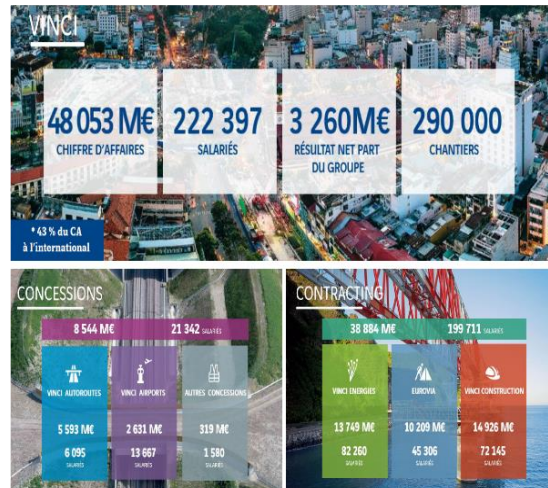 VINCI
48 053 M€
CHIFFRE D'AFFAIRES
222 397
SALARIÉS
3 260M€
RÉSULTAT NET PART
DU GROUPE
290 000
CHANTIERS
* 43 % du CA
à l'international
CONCESSIONS
8 544 M€ 21 342 SALARIÉS
VINCI AUTOROUTES
5 593 M€
6 095
SALARIÉS
VINCI AIRPORTS
2 631 M€
13 667
SALARIÉS
AUTRES CONCESSIONS
319 M€
1 580
SALARIÉS
CONTRACTING
38 884 M€ 199 711 SALARIÉS
VINCI ENERGIES
13 749 M€
82 260
SALARIÉS
EUROVIA
10 209 M€
45 306
SALARIÉS
VINCI CONSTRUCTION
14 926 M€
72 145
SALARIÉS